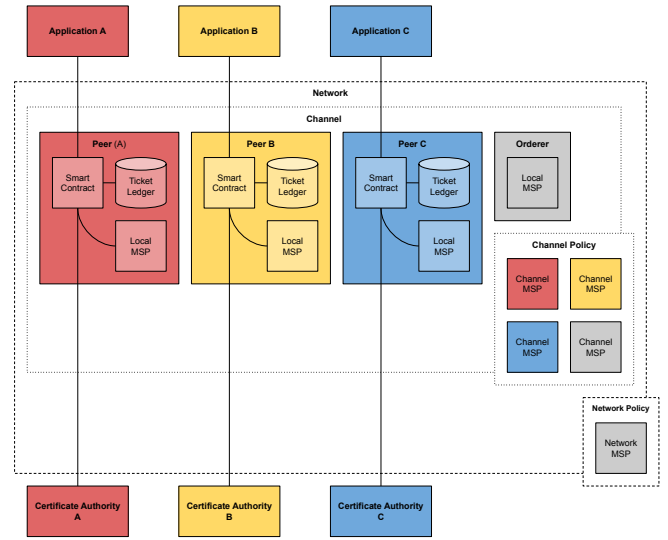 Application A
Application B
Application C
Network
Channel
Peer (A)
Smart
Contract
Ticket
Ledger
Local
MSP
Peer B
Smart
Contract
Ticket
Ledger
Local
MSP
Peer C
Smart
Contract
Ticket
Ledger
Local
MSP
Orderer
Local
MSP
Channel Policy
Channel
MSP
Channel
MSP
Channel
MSP
Channel
MSP
Network Policy
Network
MSP
Certificate Authority
A
Certificate Authority
B
Certificate Authority
C